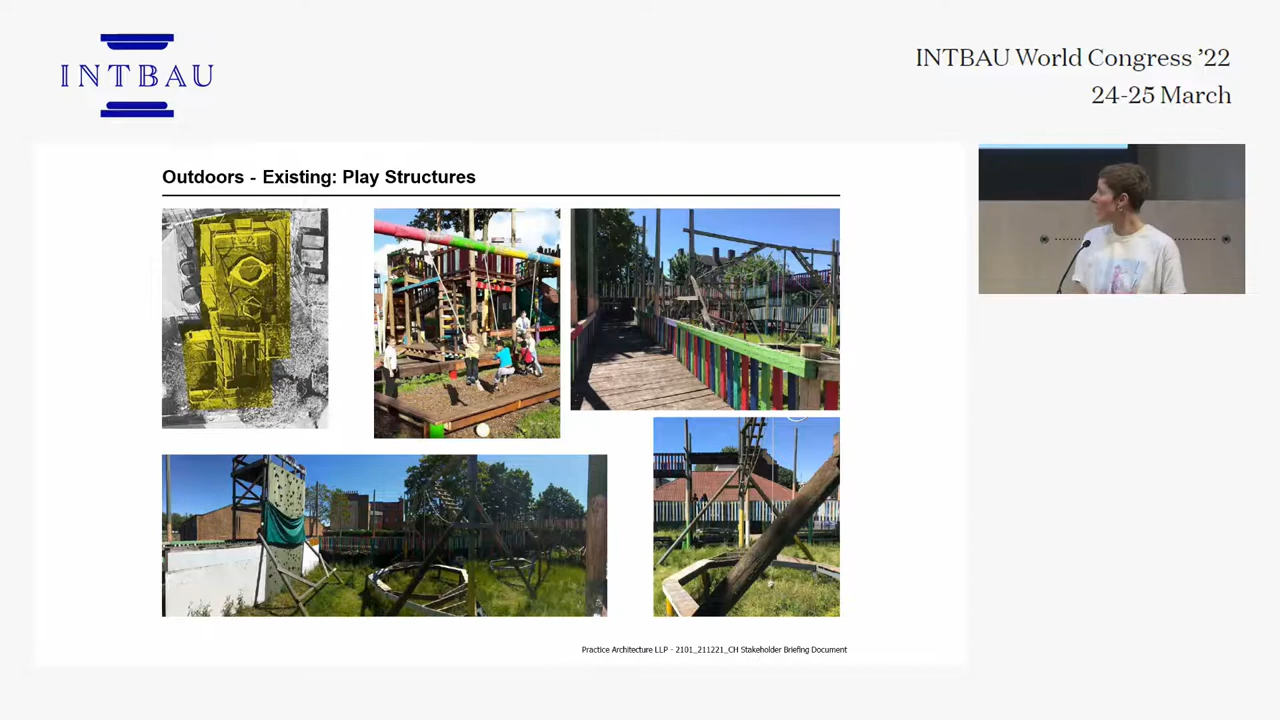 INTBAU
INTBAU World Congress ’22
24-25 March
Outdoors - Existing: Play Structures
Practice Architecture LLP - 2101_211221_CH Stakeholder Briefing Document